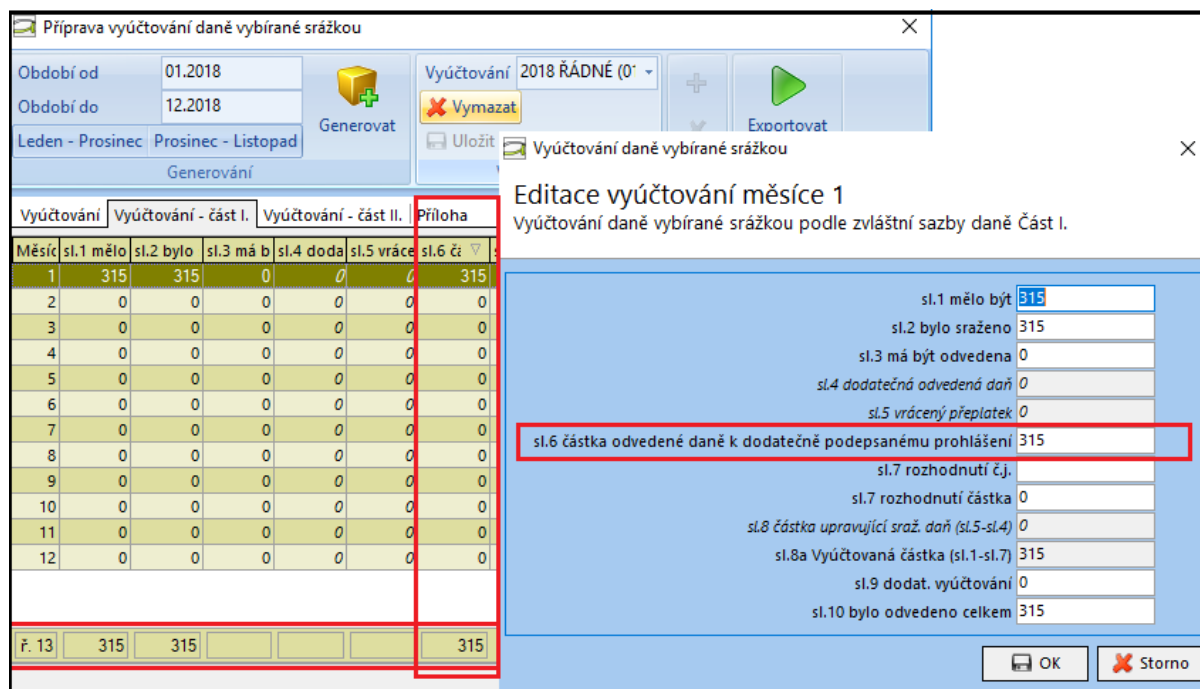 Příprava vyúčtování daně vybírané srážkou
Období od 01.2018
Období do 12.2018
Leden - Prosinec Prosinec - Listopad
Generovat
Generování
Vyúčtování 2018 ŘÁDNÉ (0
Vymazat
Uložit
Exportovat
Vyúčtování Vyúčtování - část I. Vyúčtování - část II. Příloha
Měsíc sl.1 mělo sl.2 bylo sl.3 má b sl.4 doda sl.5 vráce sl.6 čá
1 315 315 0 0 0 315
2 0 0 0 0 0 0
3 0 0 0 0 0 0
4 0 0 0 0 0 0
5 0 0 0 0 0 0
6 0 0 0 0 0 0
7 0 0 0 0 0 0
8 0 0 0 0 0 0
9 0 0 0 0 0 0
10 0 0 0 0 0 0
11 0 0 0 0 0 0
12 0 0 0 0 0 0
ř. 13 315 315 315
Vyúčtování daně vybírané srážkou
Editace vyúčtování měsíce 1
Vyúčtování daně vybírané srážkou podle zvláštní sazby daně Část I.
sl.1 mělo být 315
sl.2 bylo sraženo 315
sl.3 má být odvedena 0
sl.4 dodatečná odvedená daň 0
sl.5 vrácený přeplatek 0
sl.6 částka odvedené daně k dodatečně podepsanému prohlášení 315
sl.7 rozhodnutí č.j.
sl.7 rozhodnutí částka 0
sl.8 částka upravující sraž. daň (sl.5-sl.4) 0
sl.8a Vyúčtovaná částka (sl.1-sl.7) 315
sl.9 dodat. vyúčtování 0
sl.10 bylo odvedeno celkem 315
OK Storno